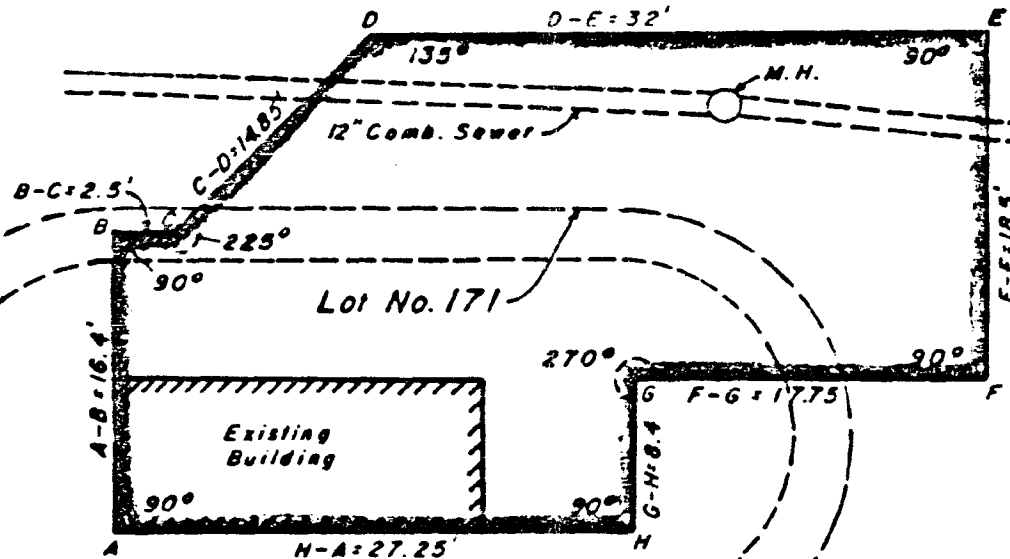 D
D-E = 32'
E
135°
90°
M.H.
12" Comb. Sewer
C-D=14.85'
B-C=2.5'
B
C
225°
90°
Lot No. 171
A-B = 16.4'
270°
90°
G
F-G = 17.75
F
Existing
Building
G-H=8.4
90°
90°
A
H-A = 27.25'
H